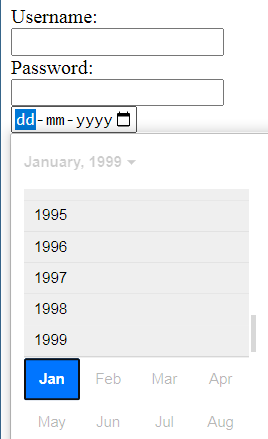 Username:
Password:
dd-mm-yyyy
January, 1999
1995
1996
1997
1998
1999
Jan Feb Mar Apr
May Jun Jul Aug